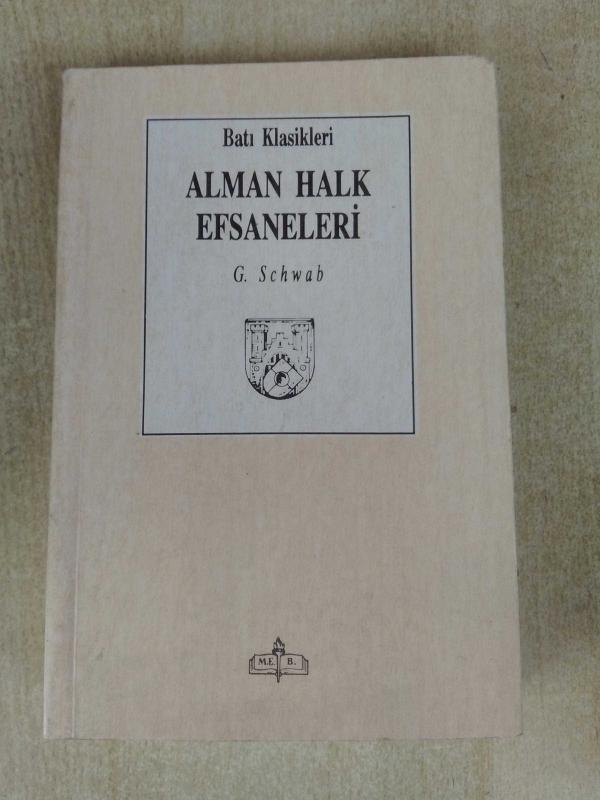 Batı Klasikleri
ALMAN HALK
EFSANELERİ
G. Schwab
M.E. B.